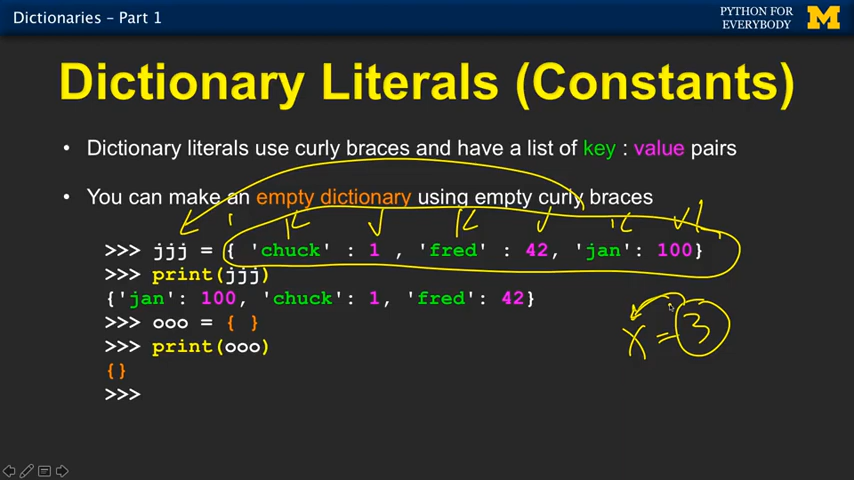 Dictionaries – Part 1
PYTHON FOR
EVERYBODY
M
Dictionary Literals (Constants)
• Dictionary literals use curly braces and have a list of key : value pairs
• You can make an empty dictionary using empty curly braces
K V K V K V
>>> jjj = { 'chuck' : 1 , 'fred' : 42, 'jan': 100}
>>> print(jjj)
{'jan': 100, 'chuck': 1, 'fred': 42}
>>> ooo = { }
x = 3
>>> print(ooo)
{}
>>>